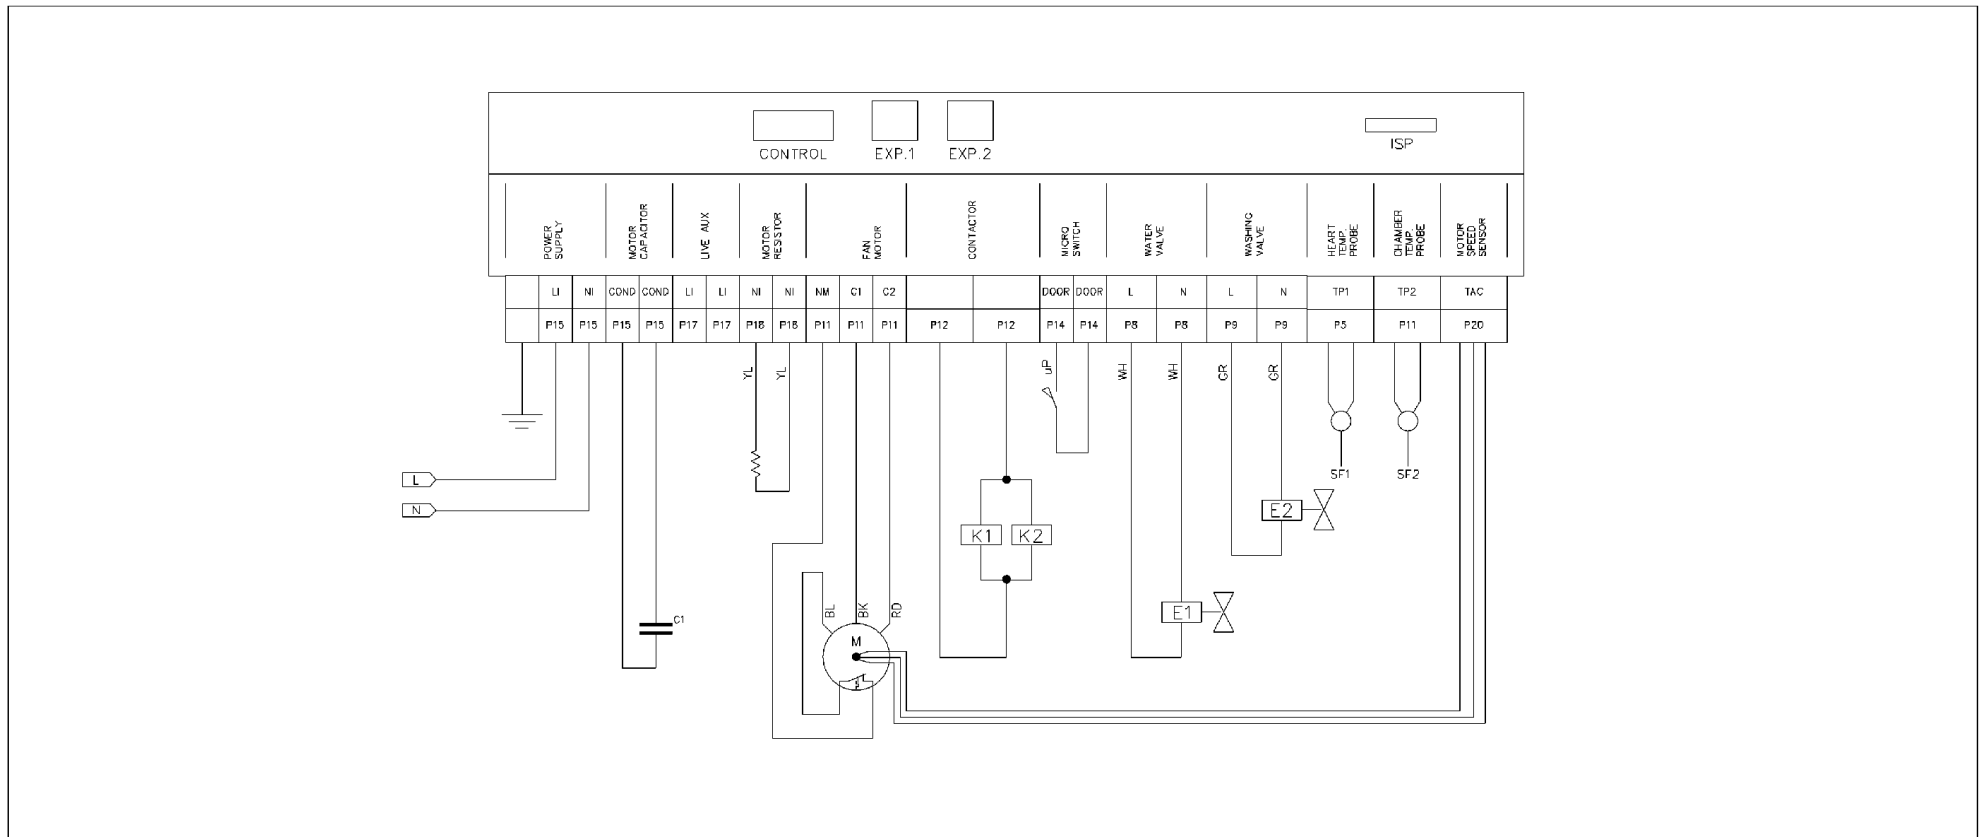 CONTROL EXP.1 EXP.2 ISP
POWER
SUPPLY
MOTOR
CAPACITOR
LIVE AUX
MOTOR
RESISTOR
FAN
MOTOR
CONTACTOR
MICRO
SWITCH
WATER
VALVE
WASHING
VALVE
HEART
TEMP.
PROBE
CHAMBER
TEMP.
PROBE
MOTOR
SPEED
SENSOR
LI NI COND COND LI LI NI NI NM C1 C2 DOOR DOOR L N L N TP1 TP2 TAC
P15 P15 P15 P15 P17 P17 P16 P16 P11 P11 P11 P12 P12 P14 P14 P8 P8 P9 P9 P5 P11 P20
YL YL uP WH WH GR GR
L
N
SF1 SF2
K1 K2 E2
BL BK RD E1
C1
M